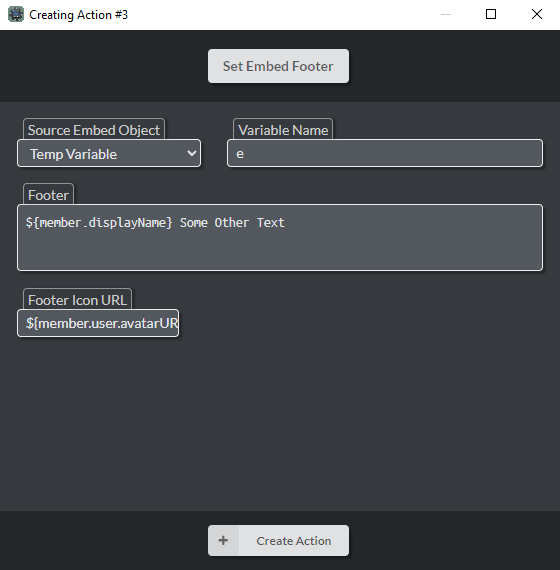 Creating Action #3
Set Embed Footer
Source Embed Object
Variable Name
Temp Variable
e
Footer
${member.displayName} Some Other Text
Footer Icon URL
${member.user.avatarUR
+ Create Action